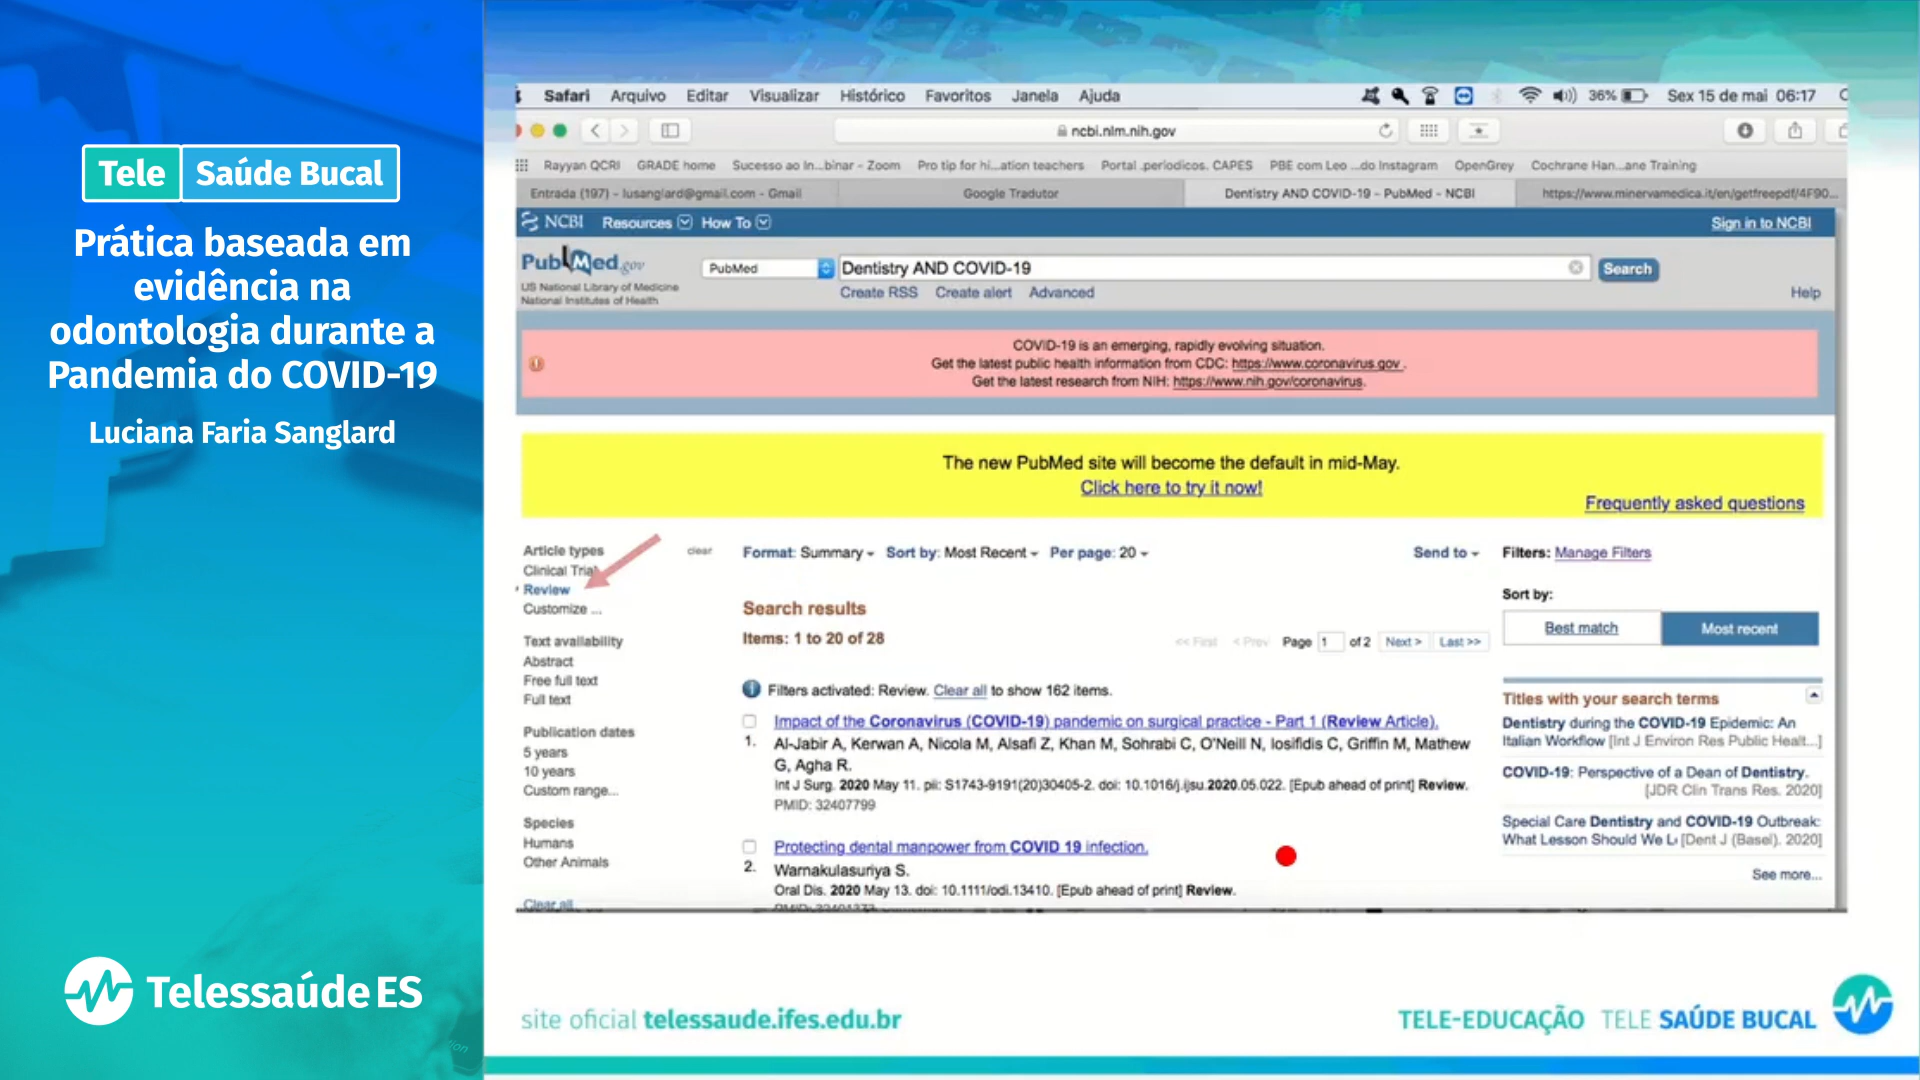 Tele Saúde Bucal
Prática baseada em
evidência na
odontologia durante a
Pandemia do COVID-19
Luciana Faria Sanglard
TelessaúdeES
Safari Arquivo Editar Visualizar Histórico Favoritos Janela Ajuda 36% Sex 15 de mai 06:17
ncbi.nlm.nih.gov
Rayyan QCRI GRADE home Sucesso ao In...binar - Zoom Pro tip for hi...ation teachers Portal .periodicos. CAPES PBE com Leo ...do Instagram OpenGrey Cochrane Han...ane Training
Entrada (197) - lusanglard@gmail.com - Gmail Google Tradutor Dentistry AND COVID-19 - PubMed - NCBI https://www.minervamedica.it/en/getfreepdf/4F90...
NCBI Resources How To Sign in to NCBI
PubMed.gov
US National Library of Medicine
National Institutes of Health
PubMed Dentistry AND COVID-19 Search
Create RSS Create alert Advanced Help
COVID-19 is an emerging, rapidly evolving situation.
Get the latest public health information from CDC: https://www.coronavirus.gov .
Get the latest research from NIH: https://www.nih.gov/coronavirus.
The new PubMed site will become the default in mid-May.
Click here to try it now!
Frequently asked questions
Article types clear
Clinical Trial
Review
Customize ...
Text availability
Abstract
Free full text
Full text
Publication dates
5 years
10 years
Custom range...
Species
Humans
Other Animals
Clear all
Format: Summary Sort by: Most Recent Per page: 20 Send to
Search results
Items: 1 to 20 of 28
<< First < Prev Page 1 of 2 Next > Last >>
Filters activated: Review. Clear all to show 162 items.
Impact of the Coronavirus (COVID-19) pandemic on surgical practice - Part 1 (Review Article).
1. Al-Jabir A, Kerwan A, Nicola M, Alsafi Z, Khan M, Sohrabi C, O'Neill N, Iosifidis C, Griffin M, Mathew
G, Agha R.
Int J Surg. 2020 May 11. pii: S1743-9191(20)30405-2. doi: 10.1016/j.ijsu.2020.05.022. [Epub ahead of print] Review.
PMID: 32407799
Protecting dental manpower from COVID 19 infection.
2. Warnakulasuriya S.
Oral Dis. 2020 May 13. doi: 10.1111/odi.13410. [Epub ahead of print] Review.
Filters: Manage Filters
Sort by:
Best match Most recent
Titles with your search terms
Dentistry during the COVID-19 Epidemic: An
Italian Workflow [Int J Environ Res Public Healt...]
COVID-19: Perspective of a Dean of Dentistry.
[JDR Clin Trans Res. 2020]
Special Care Dentistry and COVID-19 Outbreak:
What Lesson Should We L [Dent J (Basel). 2020]
See more...
site oficial telessaude.ifes.edu.br
TELE-EDUCAÇÃO TELE SAÚDE BUCAL